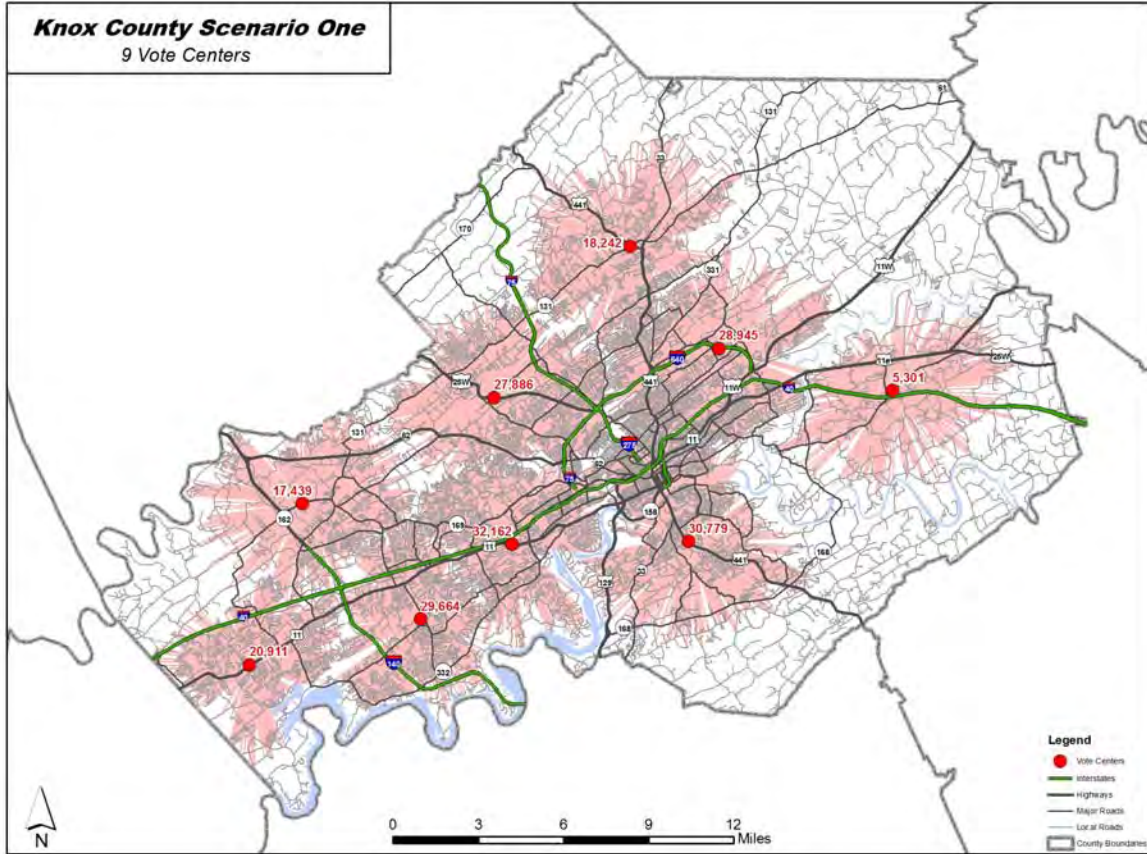 Knox County Scenario One
9 Vote Centers
61
131
33
441
170
18,242
11W
331
75
131
28,945
640
441
11e
25W
5,301
25W
27,886
11W
40
131
62
11
275
62
75
17,439
162
169
158
32,162
30,779
11
168
441
33
129
29,664
40
11
168
20,911
140
332
Legend
Vote Centers
Interstates
Highways
Major Roads
Local Roads
County Boundaries
N
0 3 6 9 12
Miles